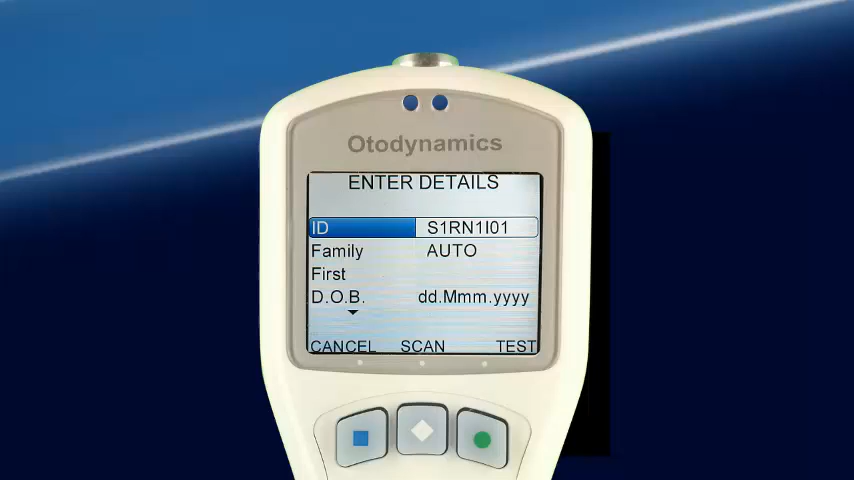 Otodynamics
ENTER DETAILS
ID S1RN1I01
Family AUTO
First
D.O.B. dd.Mmm.yyyy
CANCEL SCAN TEST